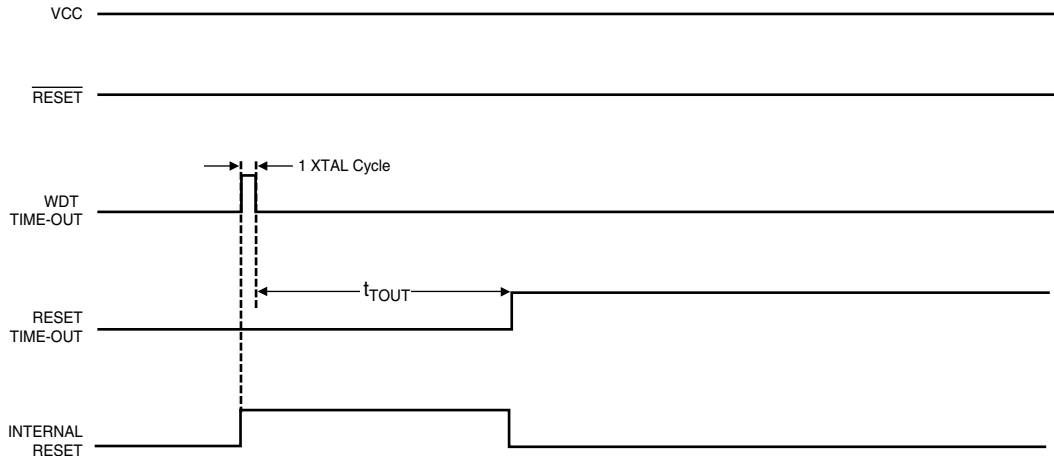 VCC
RESET
1 XTAL Cycle
WDT
TIME-OUT
tTOUT
RESET
TIME-OUT
INTERNAL
RESET